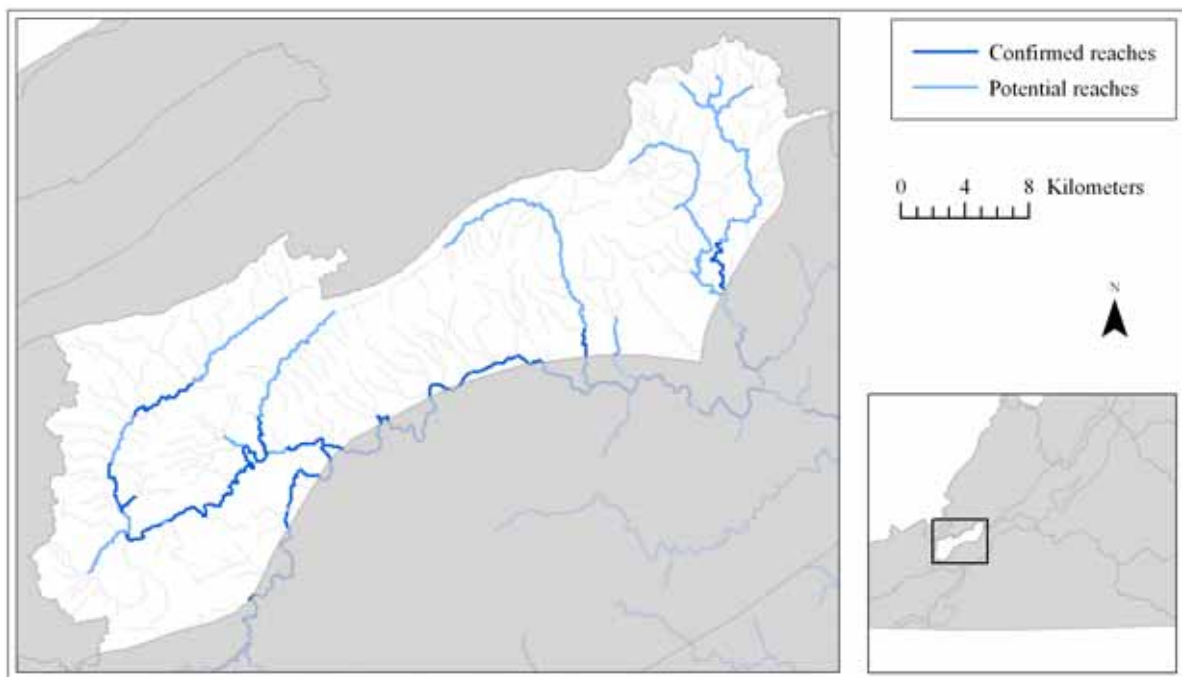 Confirmed reaches
Potential reaches
0 4 8 Kilometers
N